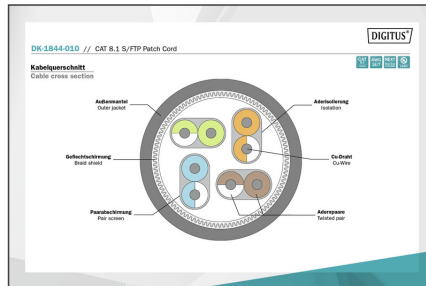 DIGITUS®
DK-1844-010 // CAT 8.1 S/FTP Patch Cord
Kabelquerschnitt
Cable cross section
Außenmantel
Outer jacket
Aderisolierung
Isolation
Geflechtschirmung
Braid shield
Cu-Draht
Cu-Wire
Paarabschirmung
Pair screen
Adernpaare
Twisted pair